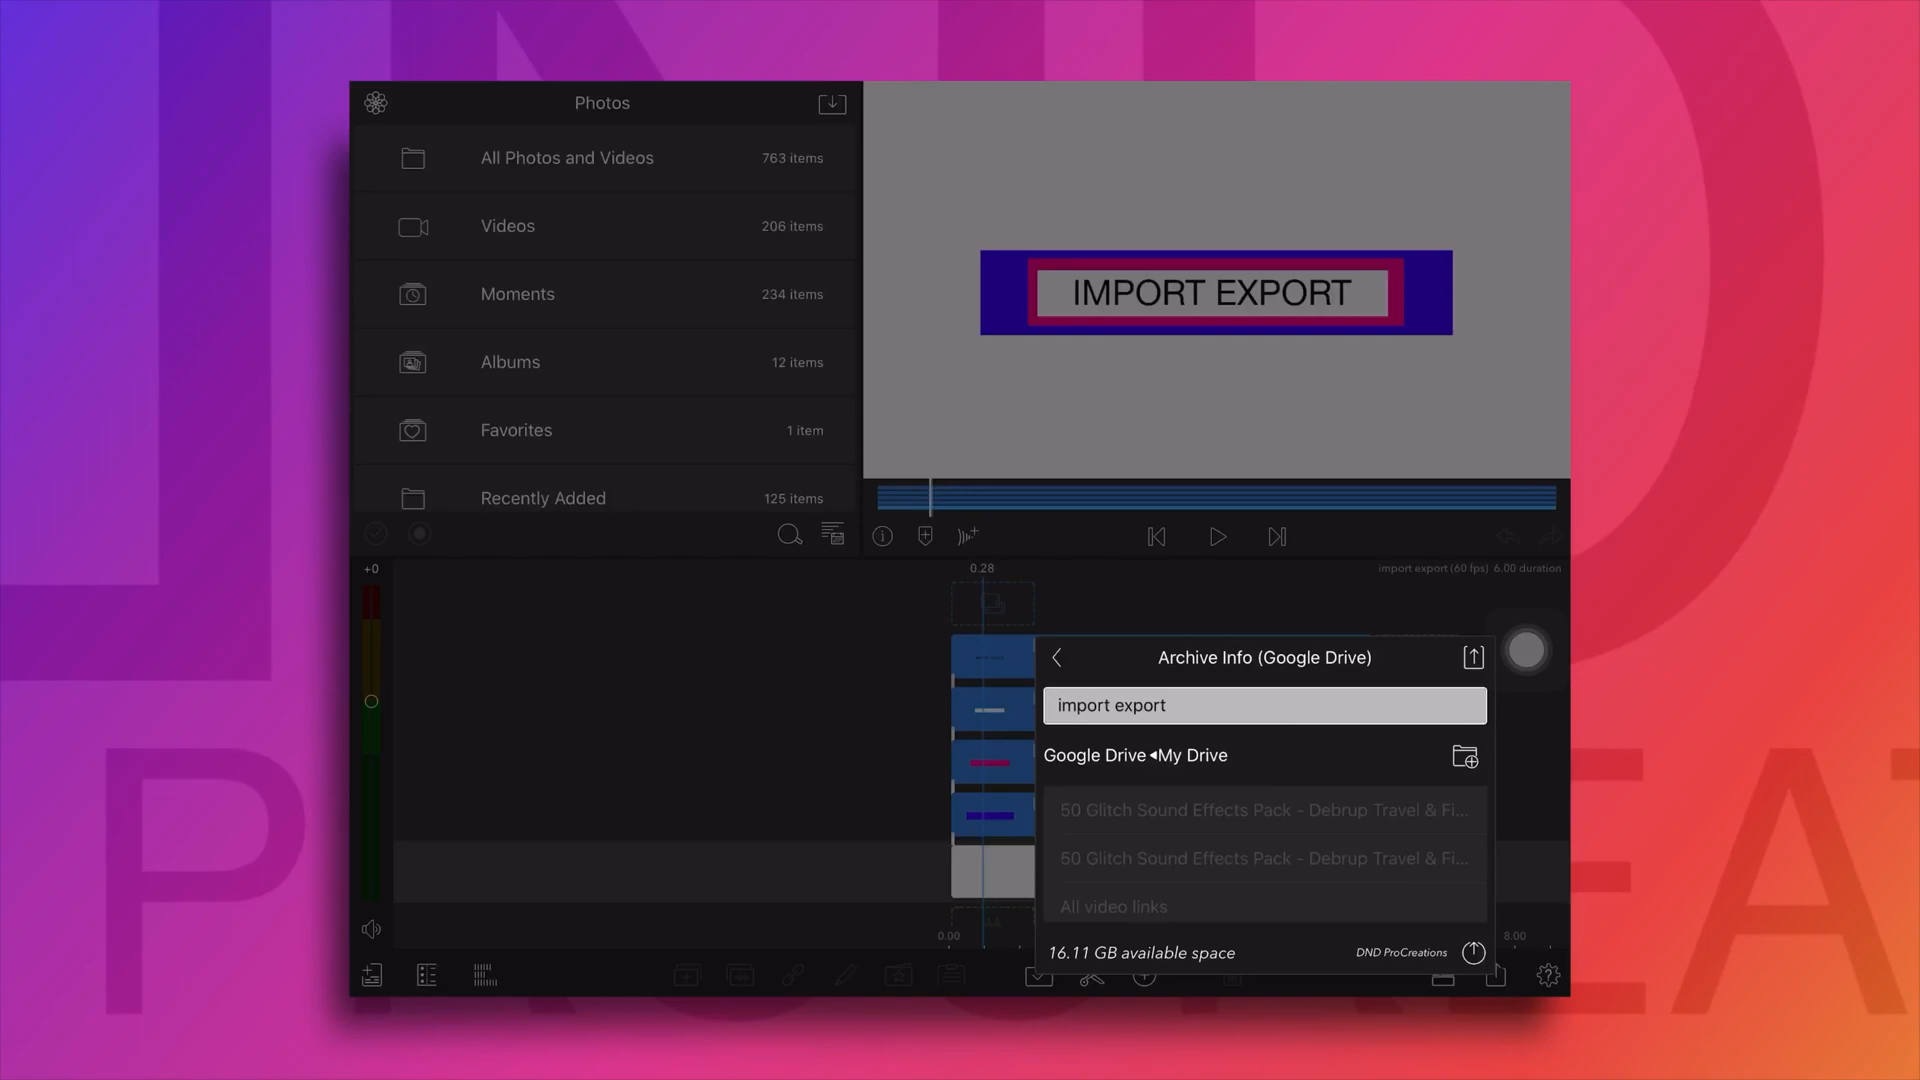 Photos
All Photos and Videos 763 items
Videos 206 items
Moments 234 items
Albums 12 items
Favorites 1 item
Recently Added 125 items
IMPORT EXPORT
+0
0.28
import export (60 fps) 6.00 duration
Archive Info (Google Drive)
import export
Google Drive◂My Drive
50 Glitch Sound Effects Pack - Debrup Travel & Fi...
50 Glitch Sound Effects Pack - Debrup Travel & Fi...
All video links
0.00
8.00
16.11 GB available space
DND ProCreations